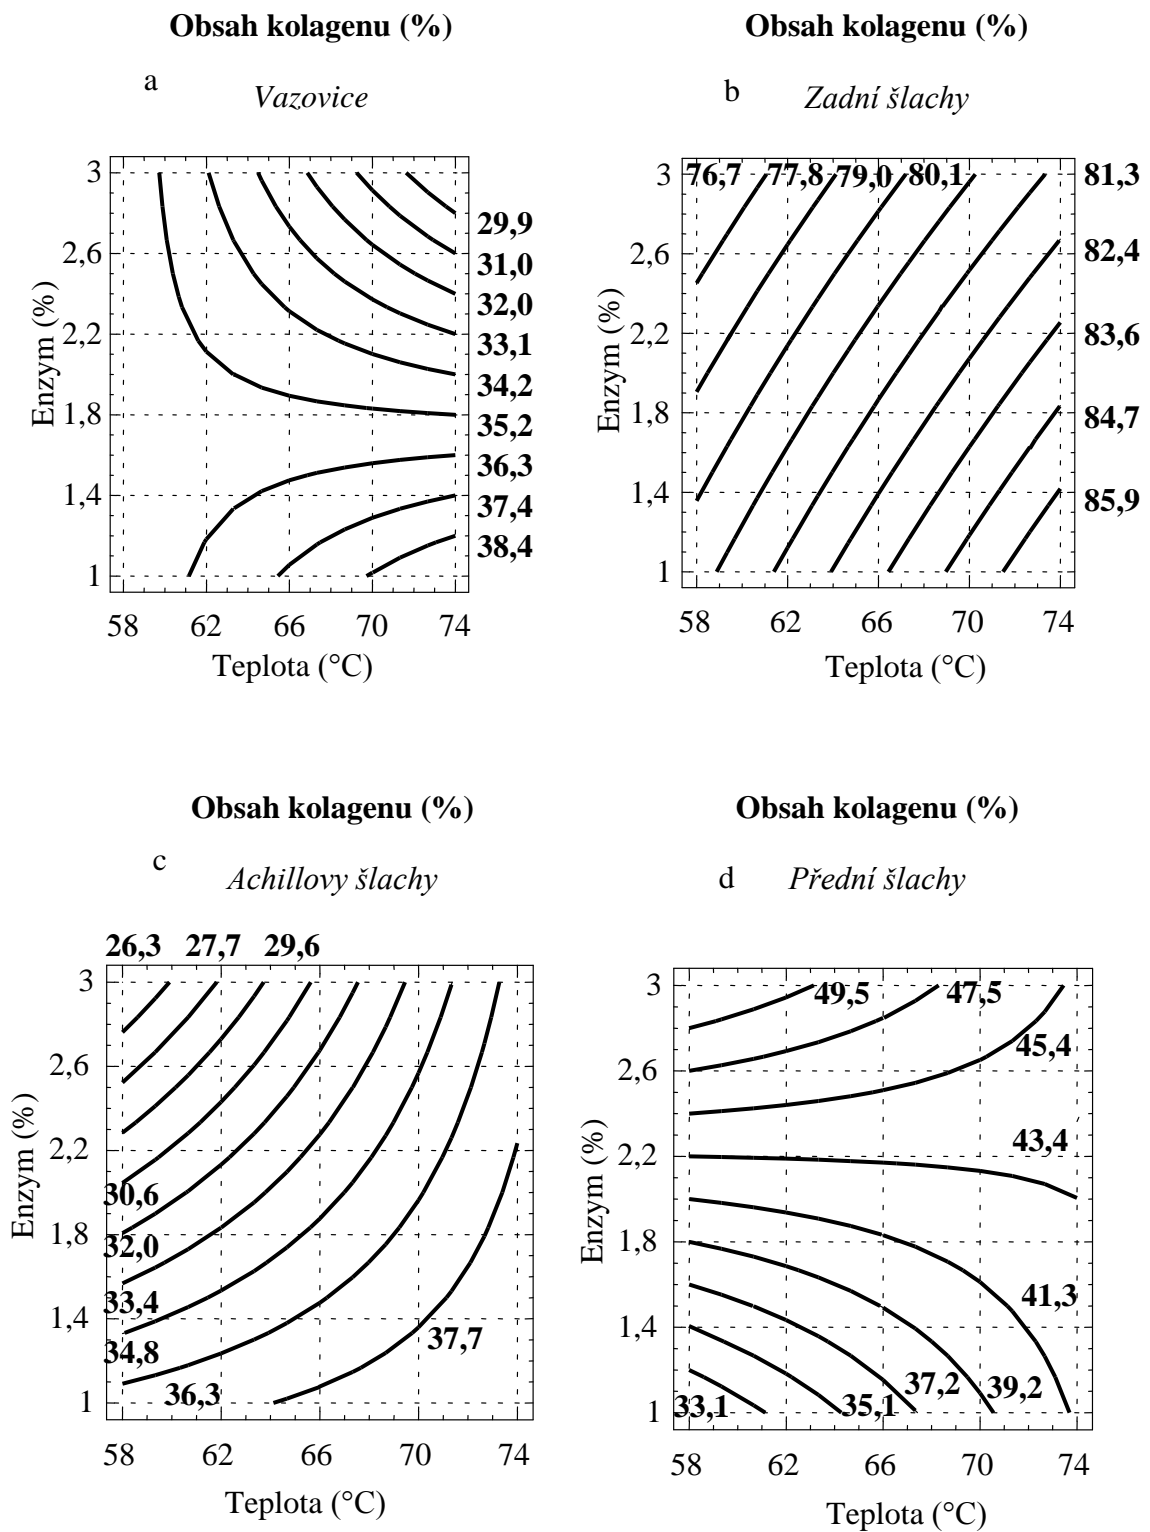 Obsah kolagenu (%)
a
Vazovice
3
2,6
2,2
1,8
1,4
1
Enzym (%)
29,9
31,0
32,0
33,1
34,2
35,2
36,3
37,4
38,4
58 62 66 70 74
Teplota (°C)
Obsah kolagenu (%)
b
Zadní šlachy
76,7 77,8 79,0 80,1 81,3
82,4
83,6
84,7
85,9
3
2,6
2,2
1,8
1,4
1
Enzym (%)
58 62 66 70 74
Teplota (°C)
Obsah kolagenu (%)
c
Achillovy šlachy
26,3 27,7 29,6
3
2,6
2,2
1,8
1,4
1
Enzym (%)
30,6
32,0
33,4
34,8
36,3
37,7
58 62 66 70 74
Teplota (°C)
Obsah kolagenu (%)
d
Přední šlachy
3
2,6
2,2
1,8
1,4
1
Enzym (%)
49,5 47,5
45,4
43,4
41,3
37,2 39,2
33,1 35,1
58 62 66 70 74
Teplota (°C)